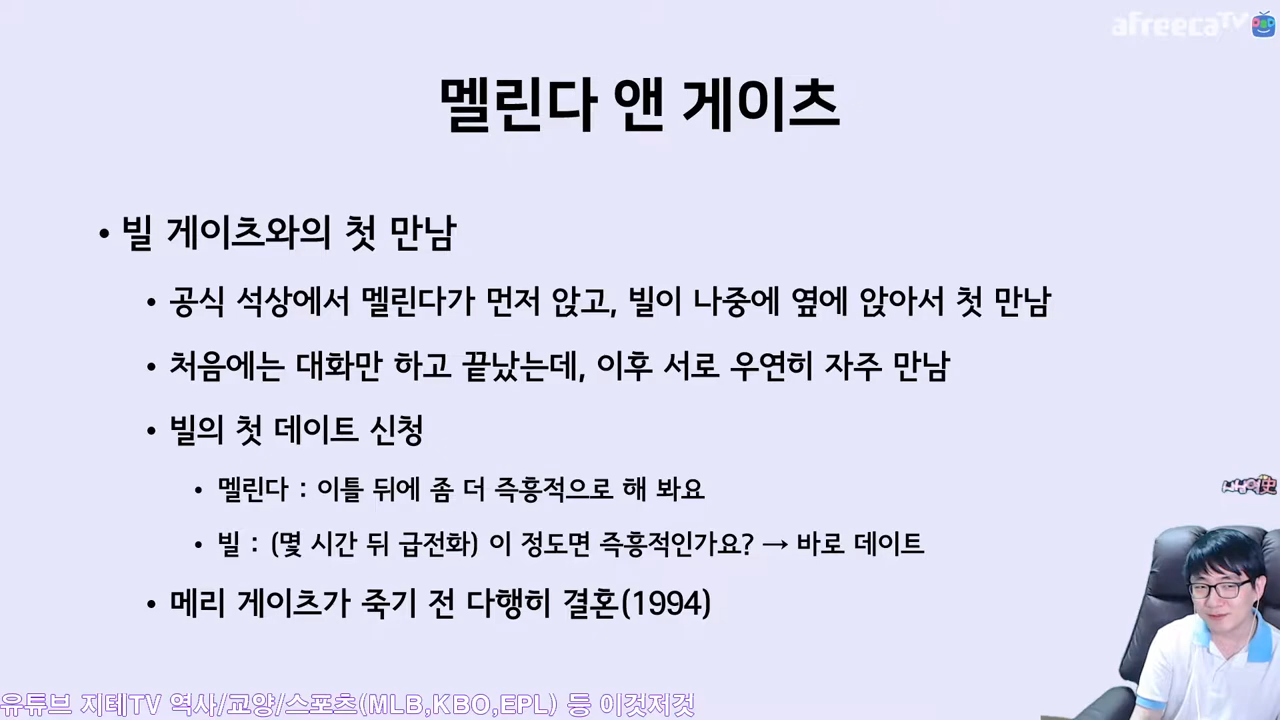 afreecaTV
멜린다 앤 게이츠
• 빌 게이츠와의 첫 만남
• 공식 석상에서 멜린다가 먼저 앉고, 빌이 나중에 옆에 앉아서 첫 만남
• 처음에는 대화만 하고 끝났는데, 이후 서로 우연히 자주 만남
• 빌의 첫 데이트 신청
• 멜린다 : 이틀 뒤에 좀 더 즉흥적으로 해 봐요
• 빌 : (몇 시간 뒤 급전화) 이 정도면 즉흥적인가요? → 바로 데이트
• 메리 게이츠가 죽기 전 다행히 결혼(1994)
유튜브 지테TV 역사/교양/스포츠(MLB,KBO,EPL) 등 이것저것